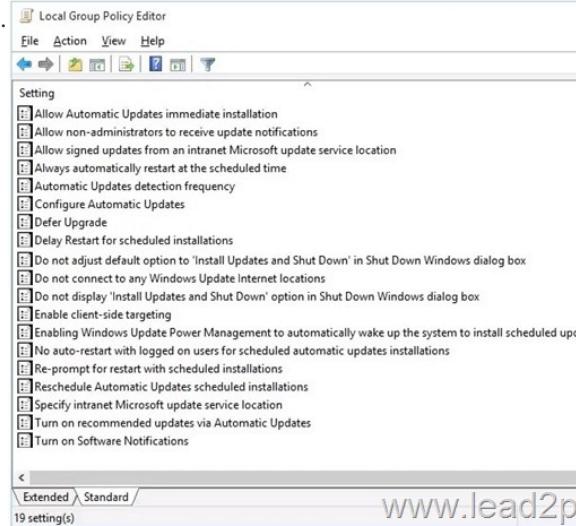 Local Group Policy Editor
File Action View Help
Setting
Allow Automatic Updates immediate installation
Allow non-administrators to receive update notifications
Allow signed updates from an intranet Microsoft update service location
Always automatically restart at the scheduled time
Automatic Updates detection frequency
Configure Automatic Updates
Defer Upgrade
Delay Restart for scheduled installations
Do not adjust default option to 'Install Updates and Shut Down' in Shut Down Windows dialog box
Do not connect to any Windows Update Internet locations
Do not display 'Install Updates and Shut Down' option in Shut Down Windows dialog box
Enable client-side targeting
Enabling Windows Update Power Management to automatically wake up the system to install scheduled upd
No auto-restart with logged on users for scheduled automatic updates installations
Re-prompt for restart with scheduled installations
Reschedule Automatic Updates scheduled installations
Specify intranet Microsoft update service location
Turn on recommended updates via Automatic Updates
Turn on Software Notifications
Extended Standard
www.lead2p
19 setting(s)